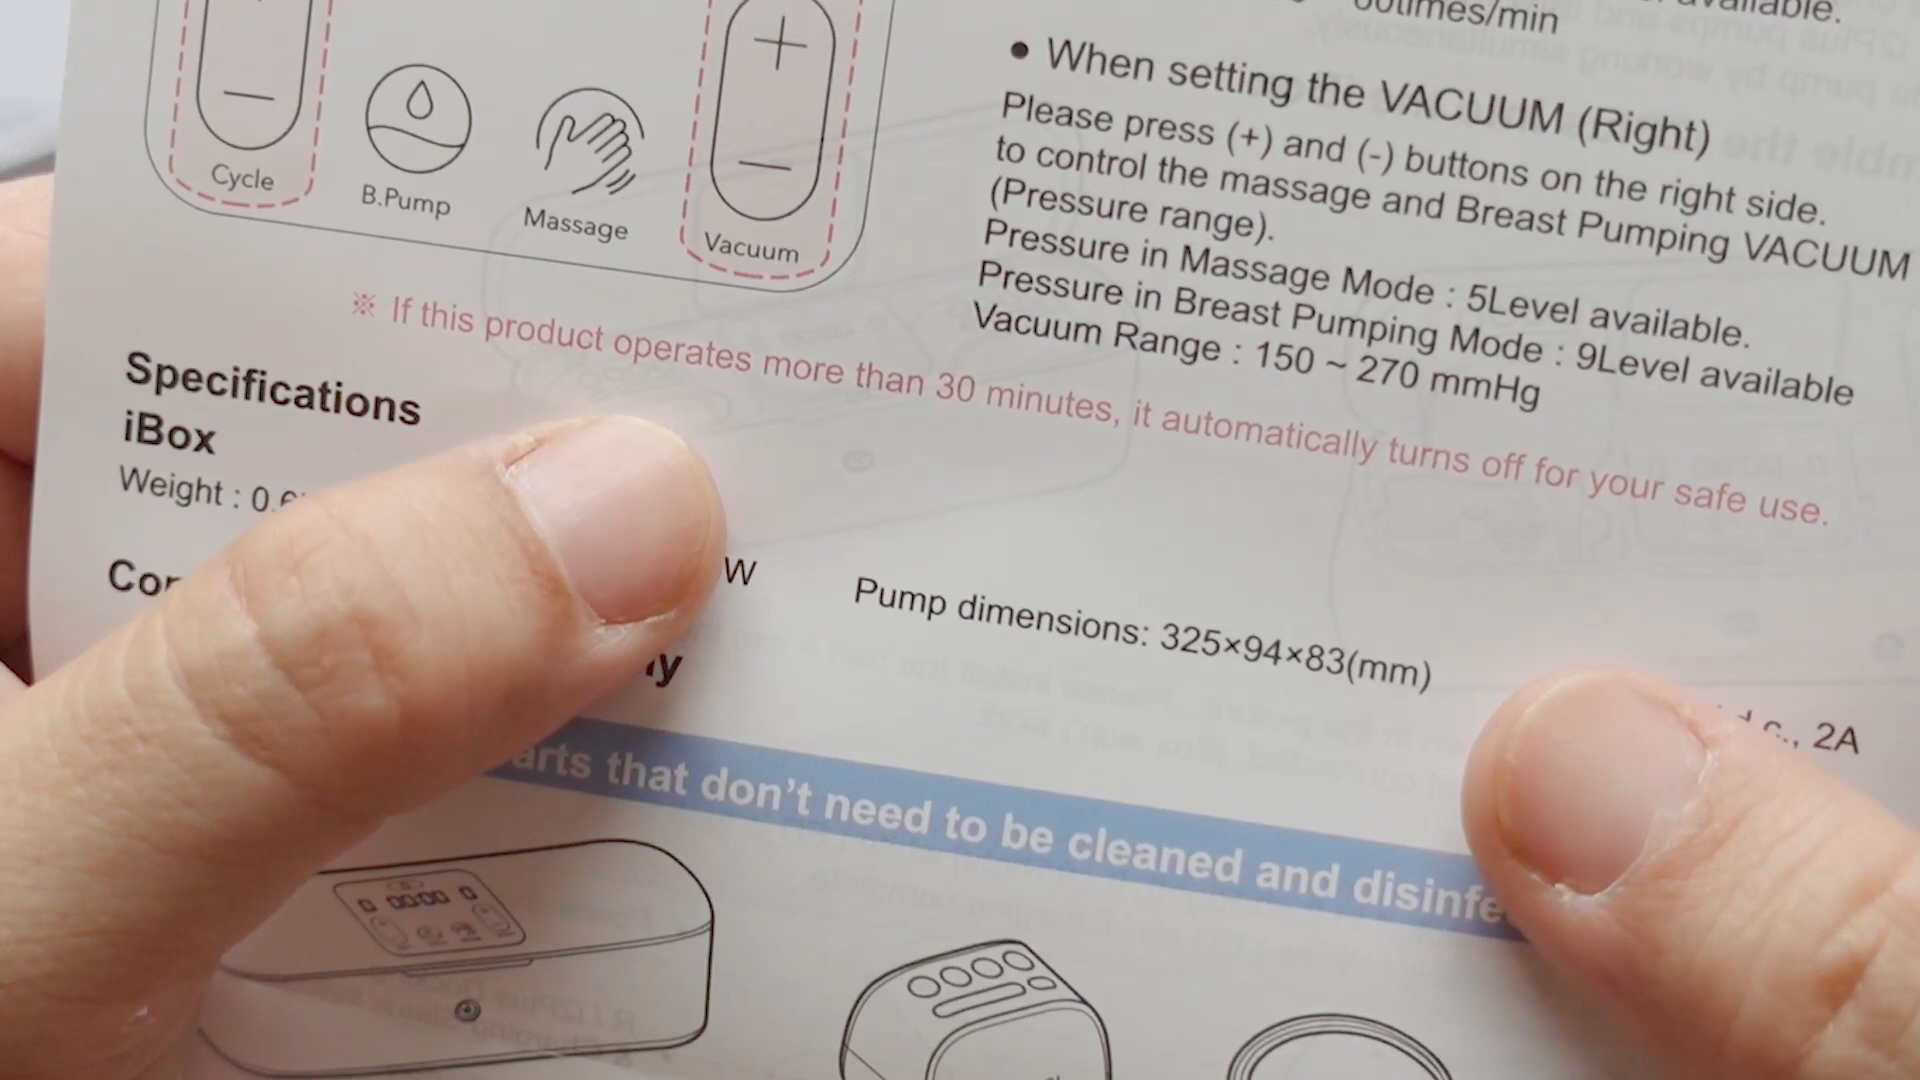 Cycle
B.Pump
Massage
Vacuum
※ If this product operates more than 30 minutes, it automatically turns off for your safe use.
available.
60times/min
• When setting the VACUUM (Right)
Please press (+) and (-) buttons on the right side.
to control the massage and Breast Pumping VACUUM
(Pressure range).
Pressure in Massage Mode : 5Level available.
Pressure in Breast Pumping Mode : 9Level available
Vacuum Range : 150 ~ 270 mmHg
Specifications
iBox
Weight : 0.
W
Pump dimensions: 325×94×83(mm)
2A
that don't need to be cleaned and
00:00